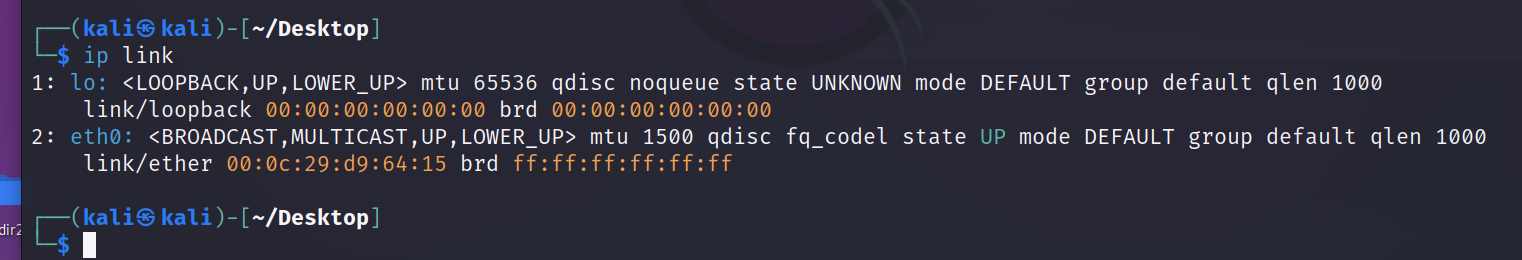 ┌──(kali㉿kali)-[~/Desktop]
└─$ ip link
1: lo: <LOOPBACK,UP,LOWER_UP> mtu 65536 qdisc noqueue state UNKNOWN mode DEFAULT group default qlen 1000
    link/loopback 00:00:00:00:00:00 brd 00:00:00:00:00:00
2: eth0: <BROADCAST,MULTICAST,UP,LOWER_UP> mtu 1500 qdisc fq_codel state UP mode DEFAULT group default qlen 1000
    link/ether 00:0c:29:d9:64:15 brd ff:ff:ff:ff:ff:ff
┌──(kali㉿kali)-[~/Desktop]
dir2
└─$